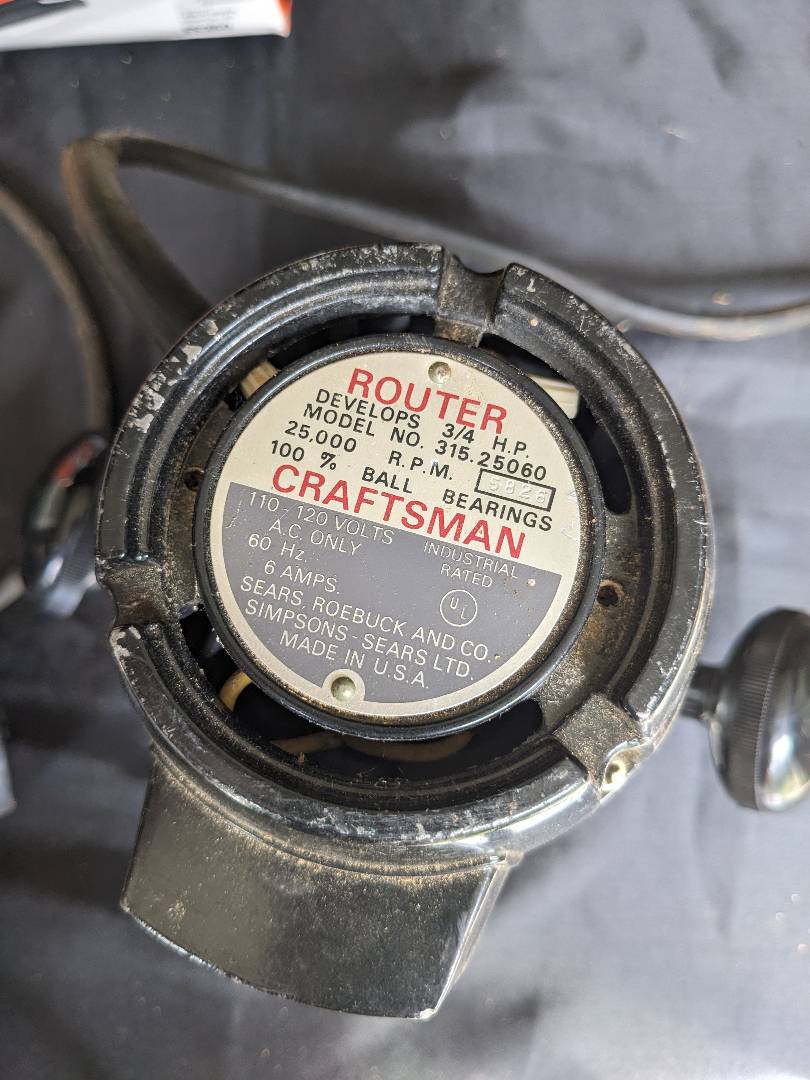 ROUTER
DEVELOPS 3/4 H.P.
MODEL NO. 315.25060
25,000 R.P.M. 5826
100 % BALL BEARINGS
CRAFTSMAN
110-120 VOLTS INDUSTRIAL
A.C. ONLY RATED
60 Hz.
6 AMPS. UL
SEARS, ROEBUCK AND CO.
SIMPSONS-SEARS LTD.
MADE IN U.S.A.